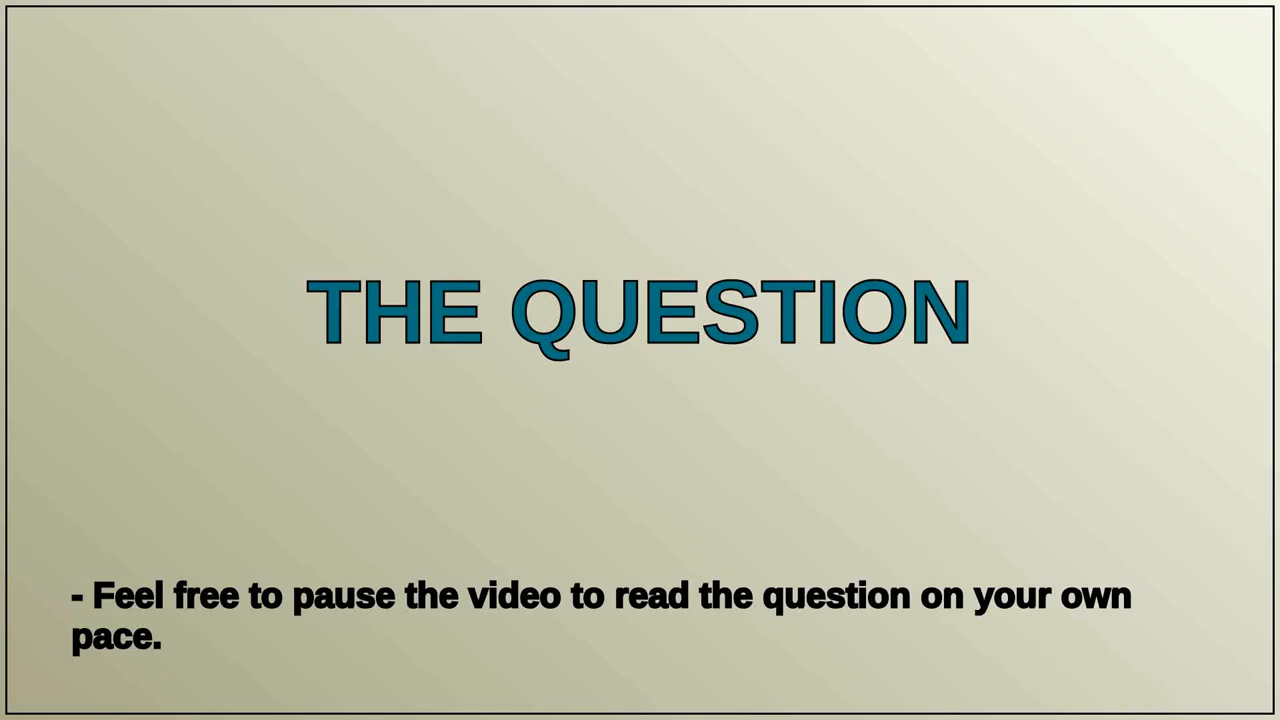 THE QUESTION
- Feel free to pause the video to read the question on your own
pace.